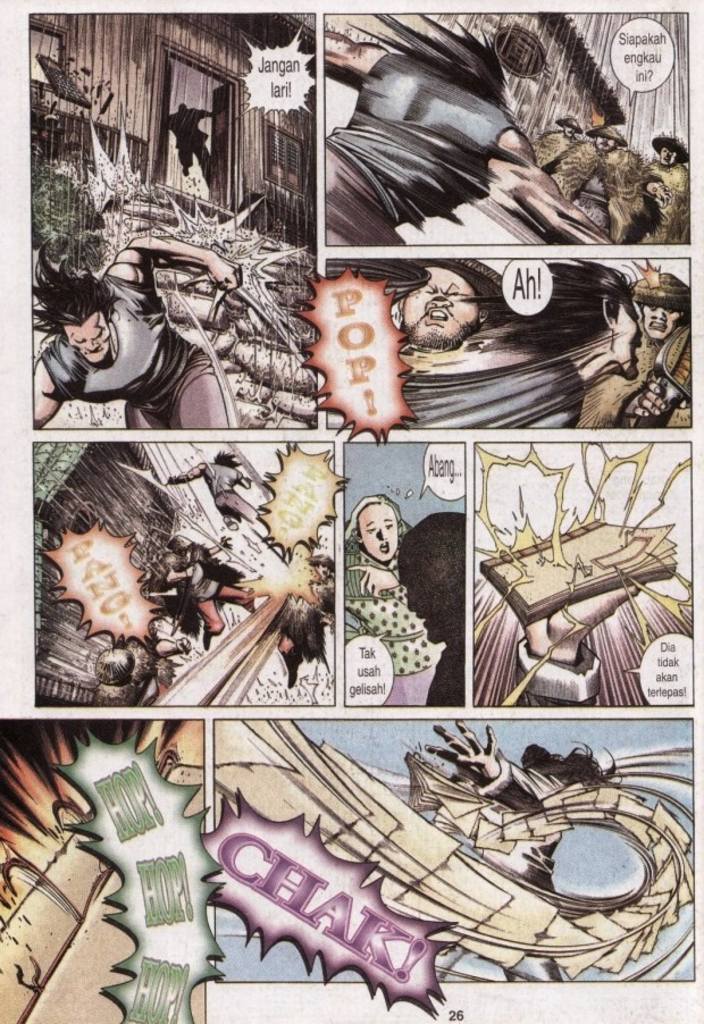 Jangan
lari!
Siapakah
engkau
ini?
POP!
Ah!
Abang...
Tak
usah
gelisah!
Dia
tidak
akan
terlepas!
HOP!
HOP!
HOP!
CHAK!
26